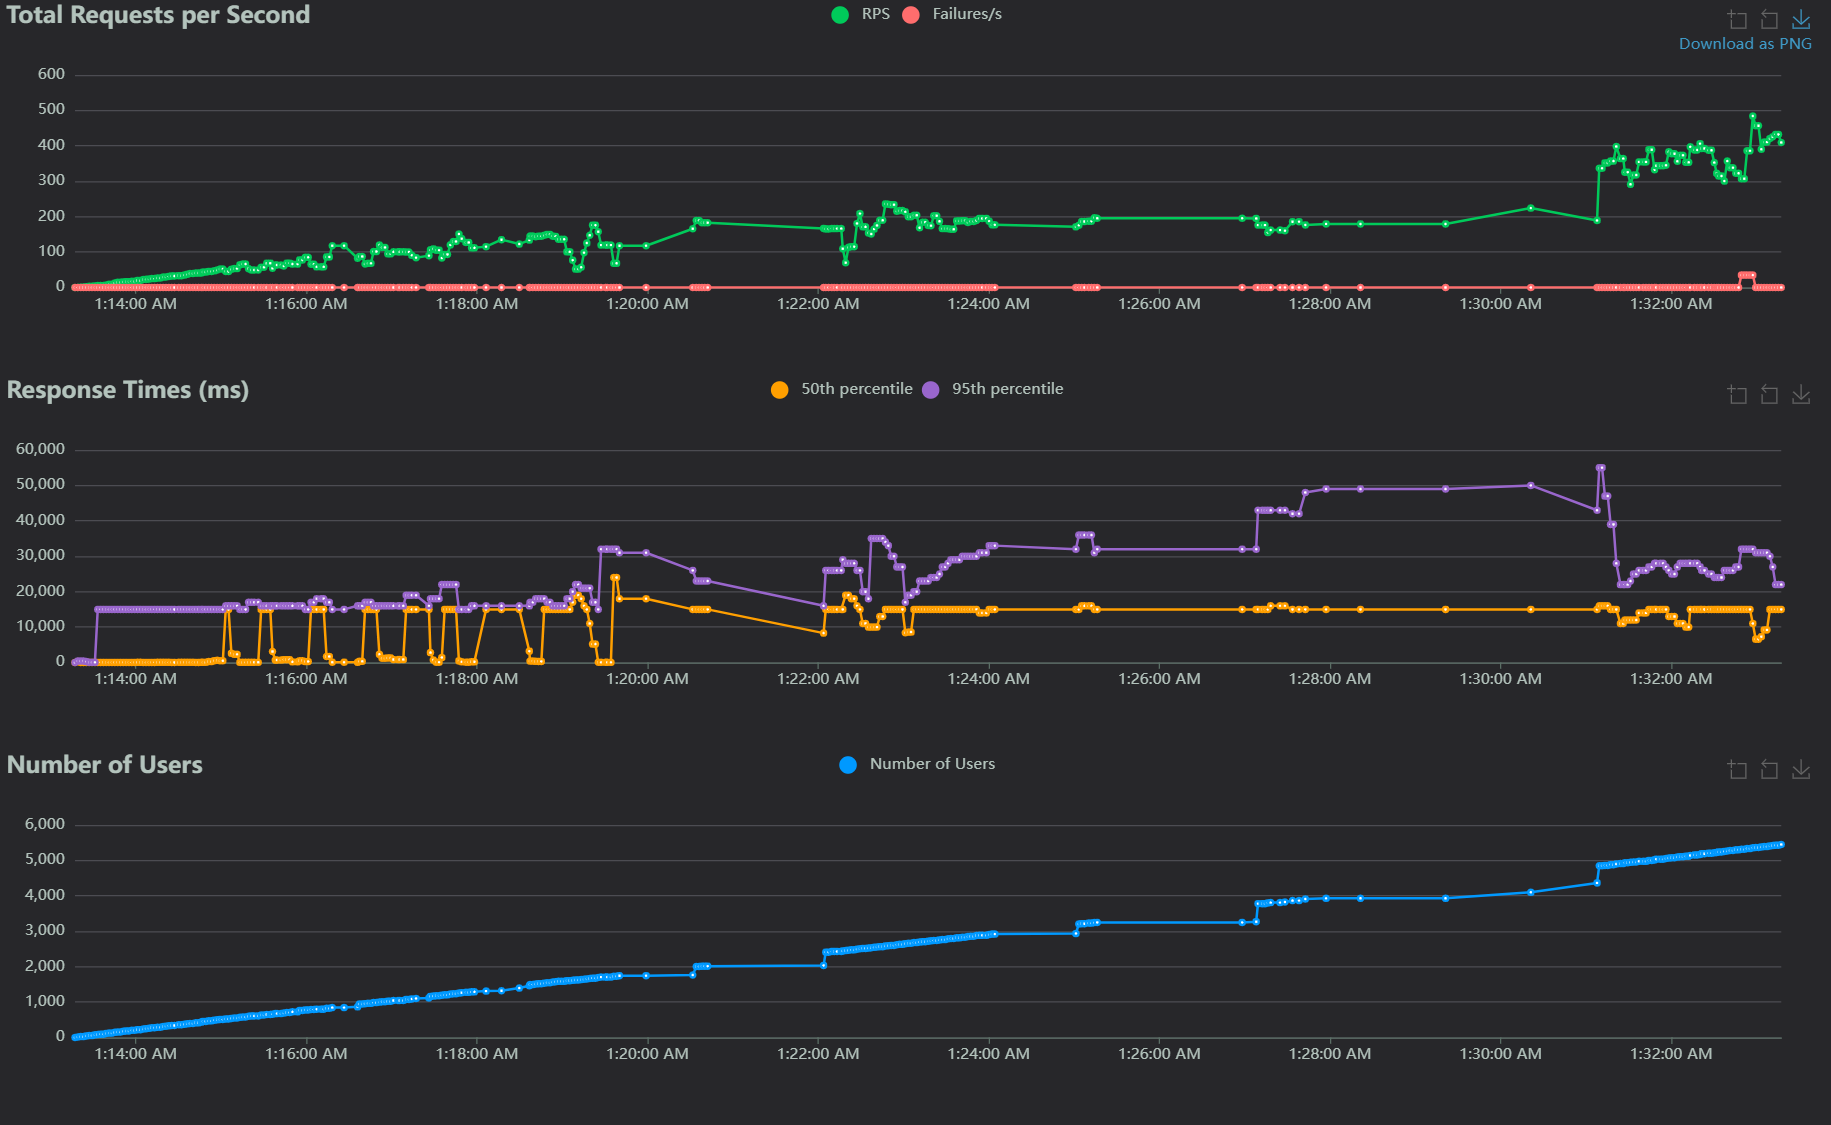 Total Requests per Second
RPS Failures/s
Download as PNG
600
500
400
300
200
100
0
1:14:00 AM 1:16:00 AM 1:18:00 AM 1:20:00 AM 1:22:00 AM 1:24:00 AM 1:26:00 AM 1:28:00 AM 1:30:00 AM 1:32:00 AM
Response Times (ms)
50th percentile 95th percentile
60,000
50,000
40,000
30,000
20,000
10,000
0
1:14:00 AM 1:16:00 AM 1:18:00 AM 1:20:00 AM 1:22:00 AM 1:24:00 AM 1:26:00 AM 1:28:00 AM 1:30:00 AM 1:32:00 AM
Number of Users
Number of Users
6,000
5,000
4,000
3,000
2,000
1,000
0
1:14:00 AM 1:16:00 AM 1:18:00 AM 1:20:00 AM 1:22:00 AM 1:24:00 AM 1:26:00 AM 1:28:00 AM 1:30:00 AM 1:32:00 AM